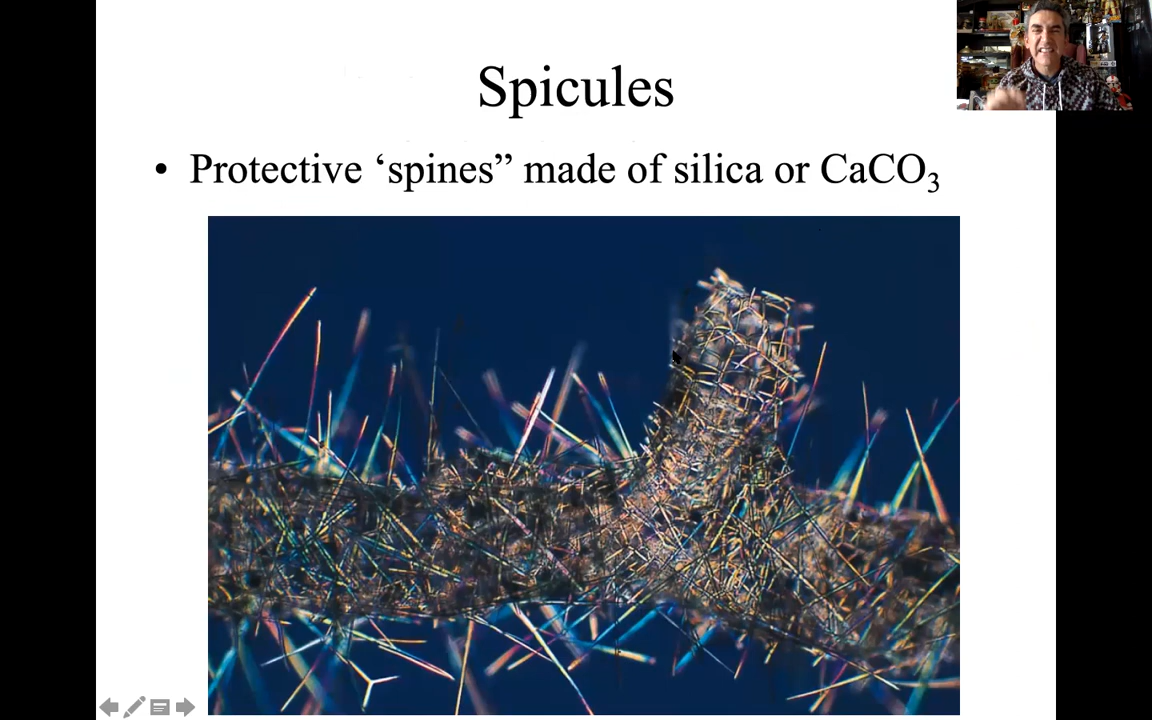 Spicules
• Protective ‘spines” made of silica or CaCO₃